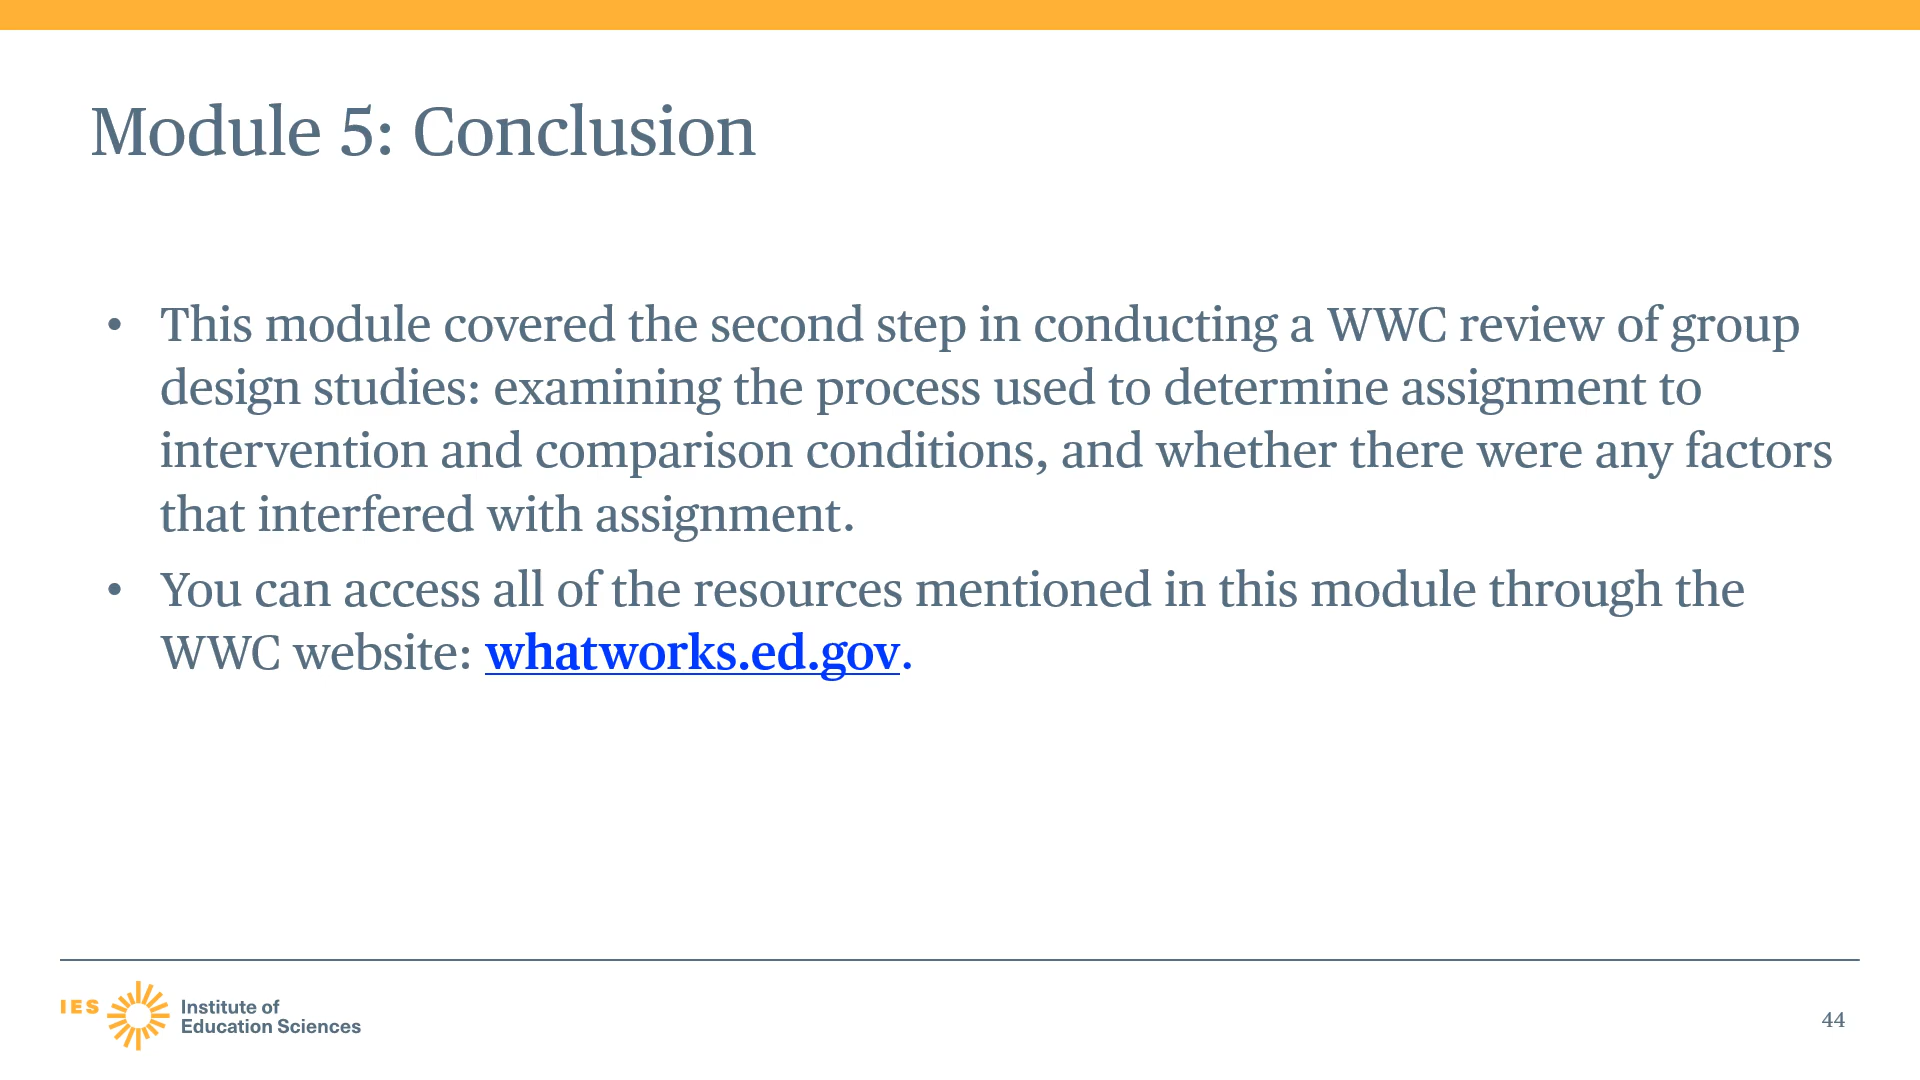 Module 5: Conclusion
• This module covered the second step in conducting a WWC review of group
design studies: examining the process used to determine assignment to
intervention and comparison conditions, and whether there were any factors
that interfered with assignment.
• You can access all of the resources mentioned in this module through the
WWC website: whatworks.ed.gov.
IES
Institute of
Education Sciences
44